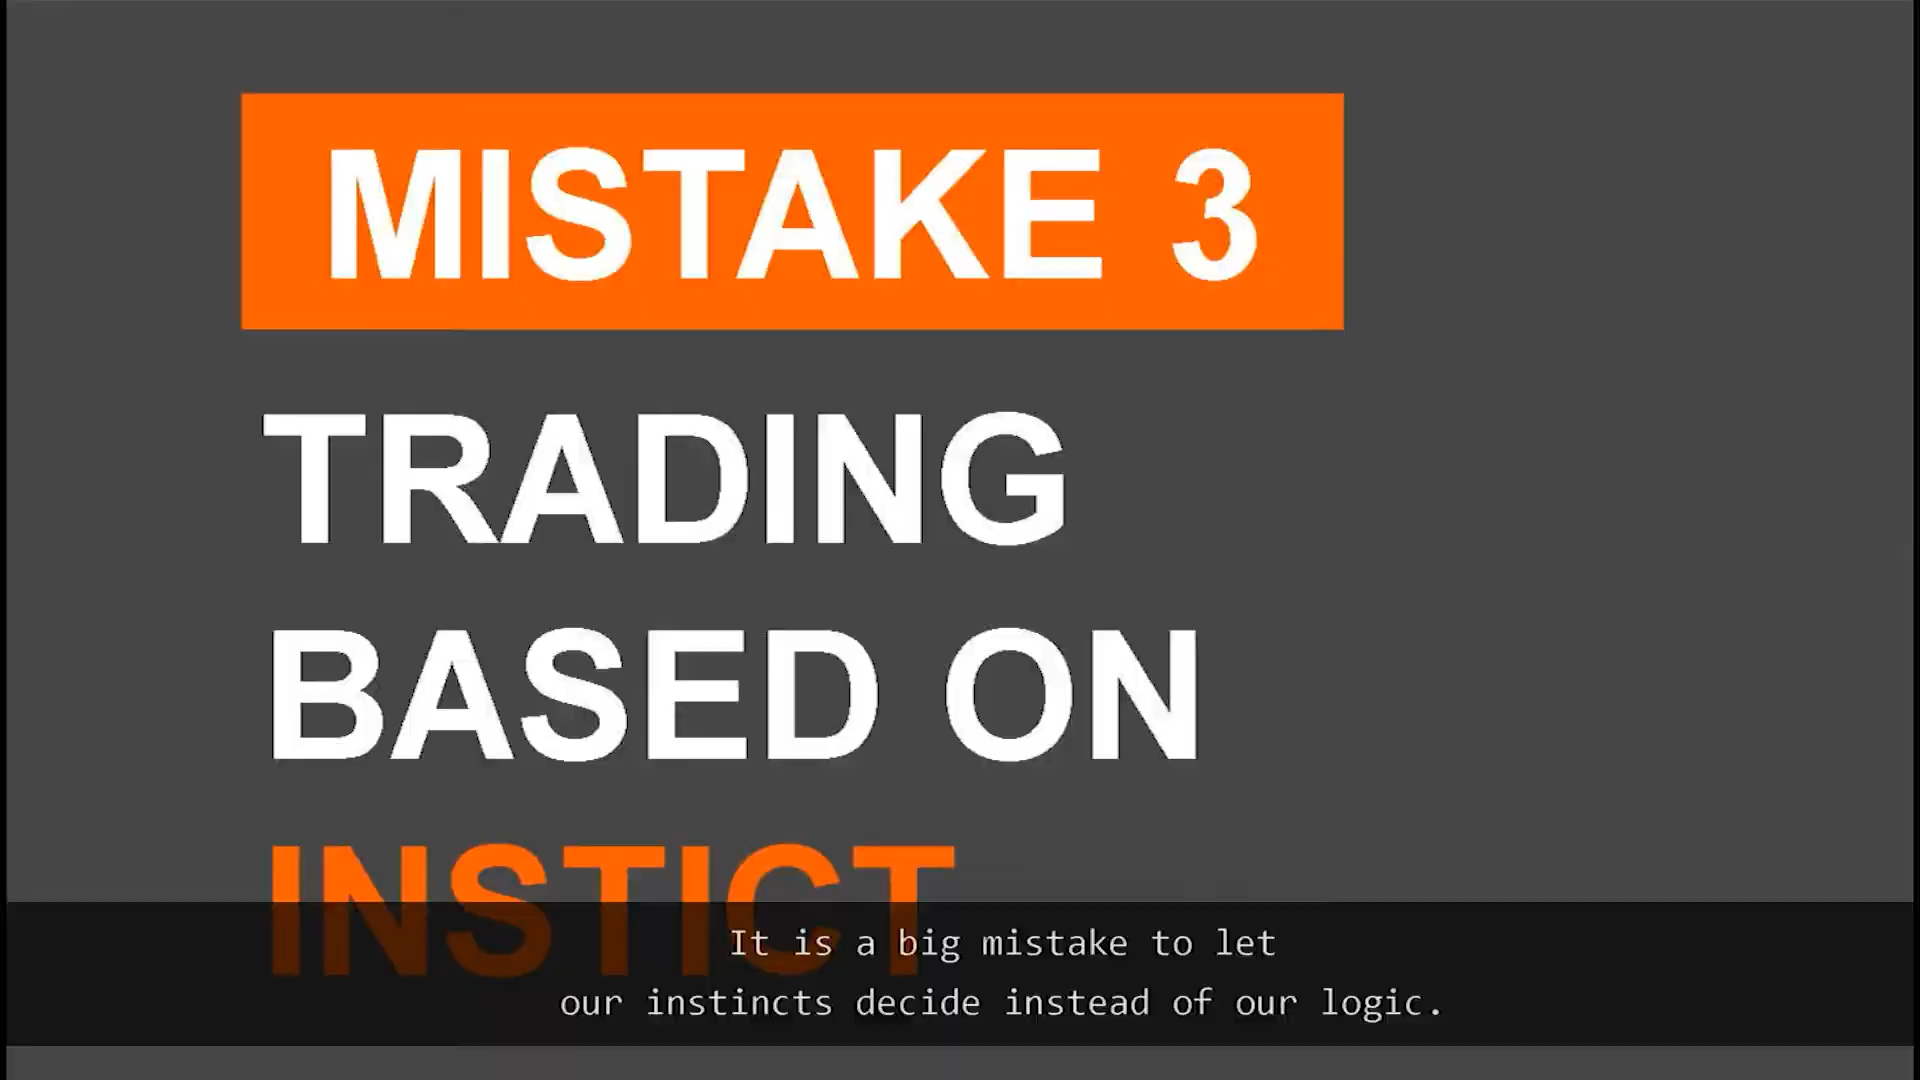 MISTAKE 3
TRADING
BASED ON
INSTICT
It is a big mistake to let
our instincts decide instead of our logic.